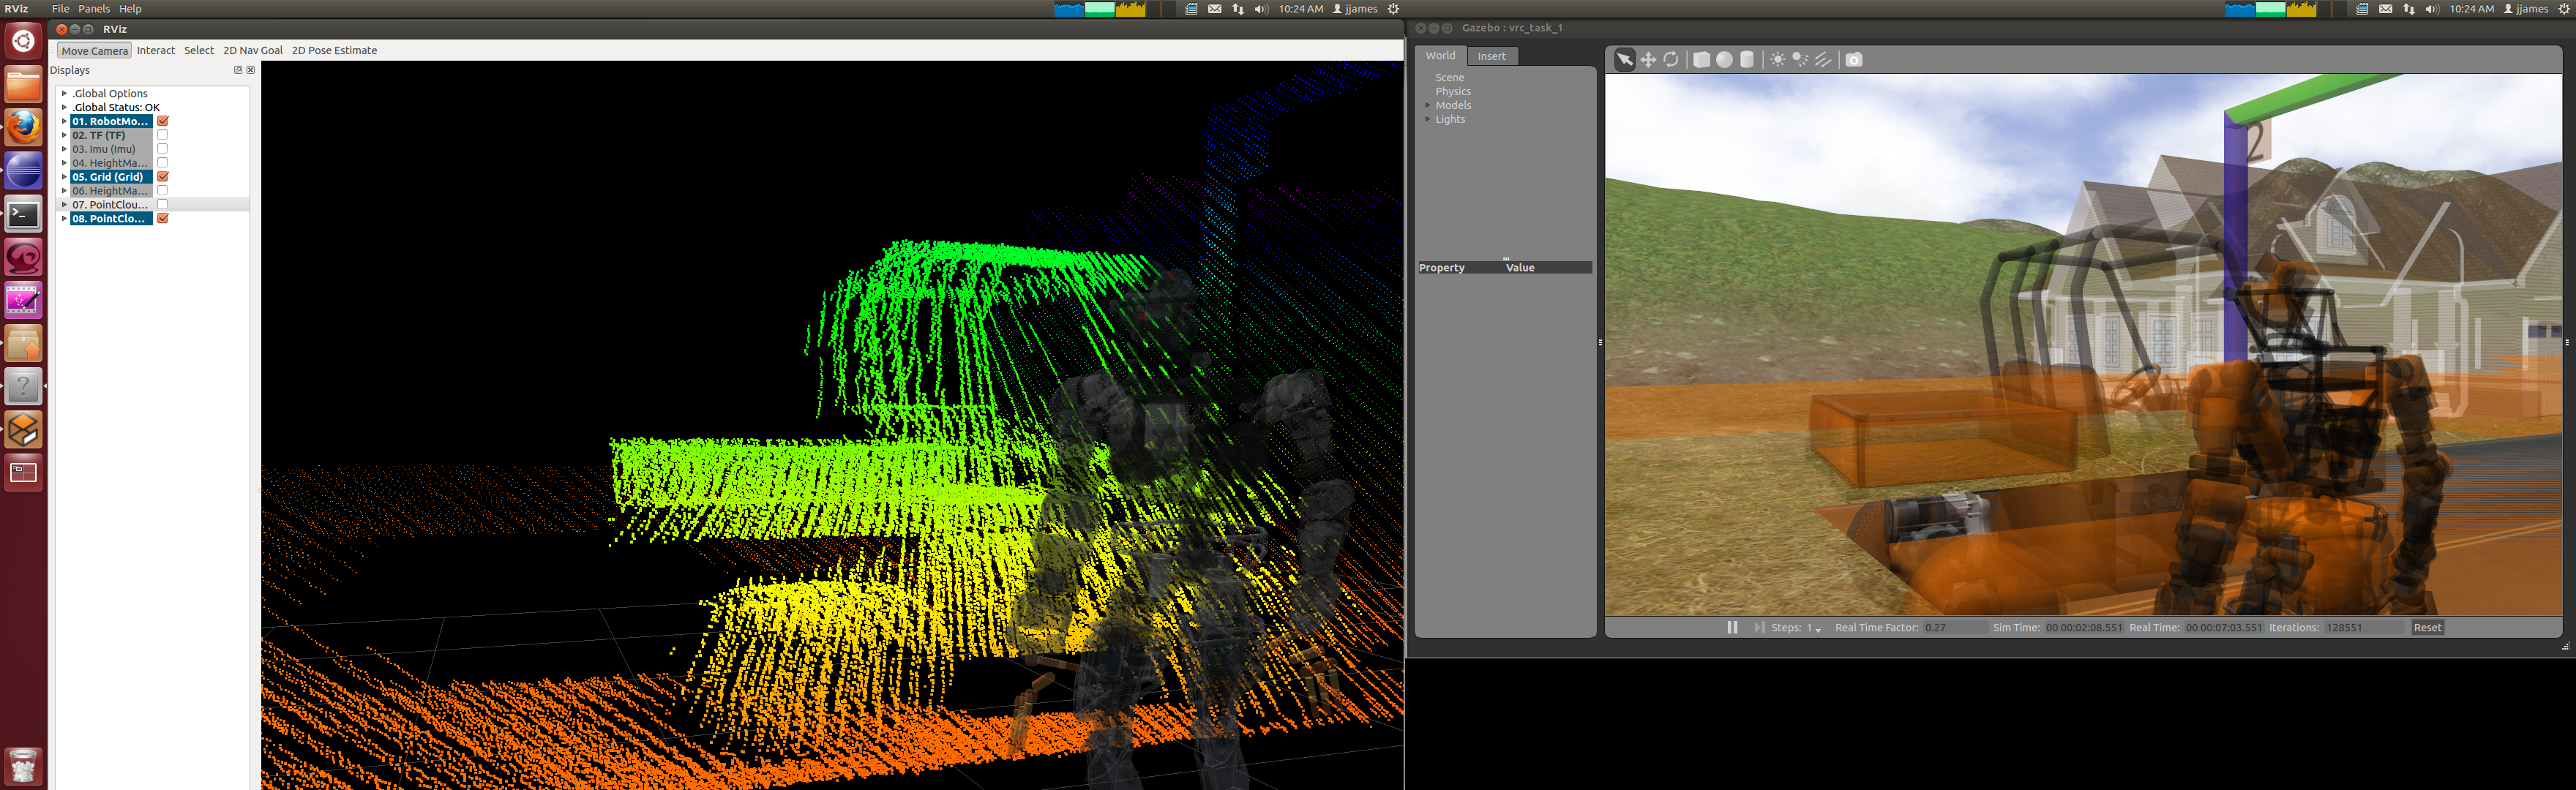 RViz File Panels Help 10:24 AM jjames 10:24 AM jjames
RViz
Move Camera Interact Select 2D Nav Goal 2D Pose Estimate
Displays
.Global Options
.Global Status: OK
01. RobotMo...
02. TF (TF)
03. Imu (Imu)
04. HeightMa...
05. Grid (Grid)
06. HeightMa...
07. PointClou...
08. PointClo...
Gazebo : vrc_task_1
World Insert
Scene
Physics
Models
Lights
Property Value
2
Steps: 1 Real Time Factor: 0.27 Sim Time: 00 00:02:08.551 Real Time: 00 00:07:03.551 Iterations: 128551 Reset